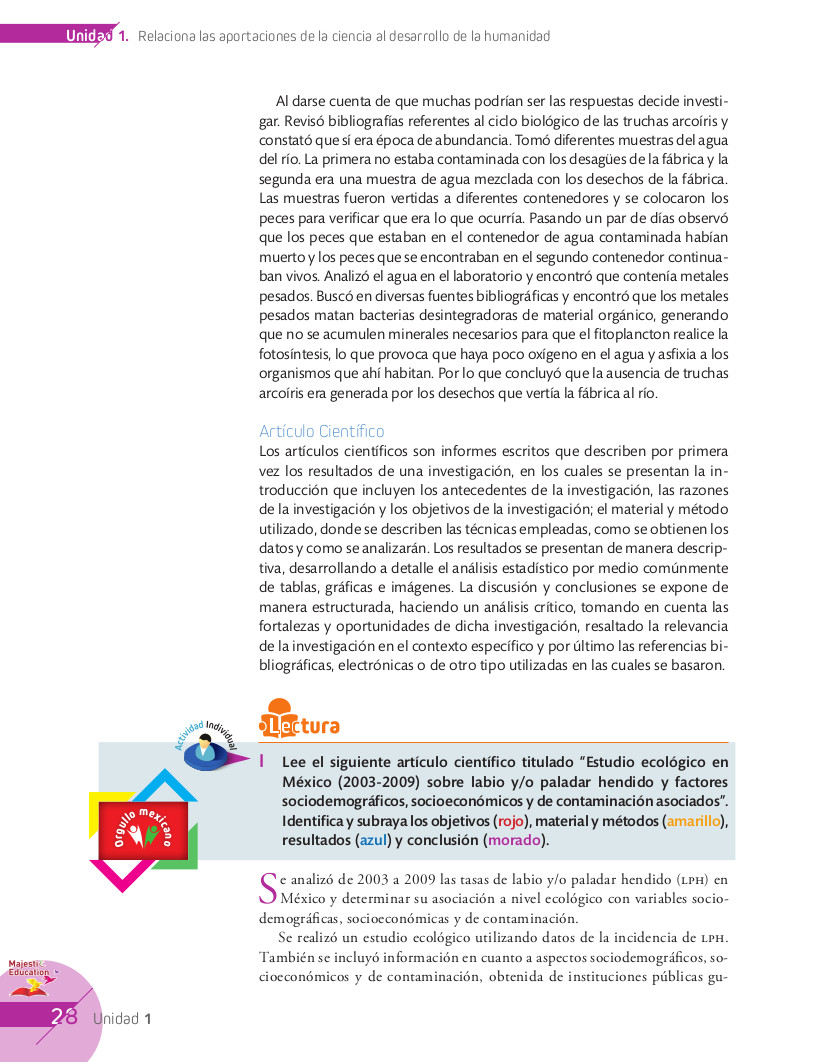 Unidad 1. Relaciona las aportaciones de la ciencia al desarrollo de la humanidad
Al darse cuenta de que muchas podrían ser las respuestas decide investi-
gar. Revisó bibliografías referentes al ciclo biológico de las truchas arcoíris y
constató que sí era época de abundancia. Tomó diferentes muestras del agua
del río. La primera no estaba contaminada con los desagües de la fábrica y la
segunda era una muestra de agua mezclada con los desechos de la fábrica.
Las muestras fueron vertidas a diferentes contenedores y se colocaron los
peces para verificar que era lo que ocurría. Pasando un par de días observó
que los peces que estaban en el contenedor de agua contaminada habían
muerto y los peces que se encontraban en el segundo contenedor continua-
ban vivos. Analizó el agua en el laboratorio y encontró que contenía metales
pesados. Buscó en diversas fuentes bibliográficas y encontró que los metales
pesados matan bacterias desintegradoras de material orgánico, generando
que no se acumulen minerales necesarios para que el fitoplancton realice la
fotosíntesis, lo que provoca que haya poco oxígeno en el agua y asfixia a los
organismos que ahí habitan. Por lo que concluyó que la ausencia de truchas
arcoíris era generada por los desechos que vertía la fábrica al río.
Artículo Científico
Los artículos científicos son informes escritos que describen por primera
vez los resultados de una investigación, en los cuales se presentan la in-
troducción que incluyen los antecedentes de la investigación, las razones
de la investigación y los objetivos de la investigación; el material y método
utilizado, donde se describen las técnicas empleadas, como se obtienen los
datos y como se analizarán. Los resultados se presentan de manera descrip-
tiva, desarrollando a detalle el análisis estadístico por medio comúnmente
de tablas, gráficas e imágenes. La discusión y conclusiones se expone de
manera estructurada, haciendo un análisis crítico, tomando en cuenta las
fortalezas y oportunidades de dicha investigación, resaltado la relevancia
de la investigación en el contexto específico y por último las referencias bi-
bliográficas, electrónicas o de otro tipo utilizadas en las cuales se basaron.
Lectura
Actividad Individual
I Lee el siguiente artículo científico titulado “Estudio ecológico en
México (2003-2009) sobre labio y/o paladar hendido y factores
sociodemográficos, socioeconómicos y de contaminación asociados”.
Identifica y subraya los objetivos (rojo), material y métodos (amarillo),
resultados (azul) y conclusión (morado).
Orgullo mexicano
Se analizó de 2003 a 2009 las tasas de labio y/o paladar hendido (LPH) en
México y determinar su asociación a nivel ecológico con variables socio-
demográficas, socioeconómicas y de contaminación.
Se realizó un estudio ecológico utilizando datos de la incidencia de LPH.
También se incluyó información en cuanto a aspectos sociodemográficos, so-
cioeconómicos y de contaminación, obtenida de instituciones públicas gu-
Majestic
Education
28 Unidad 1